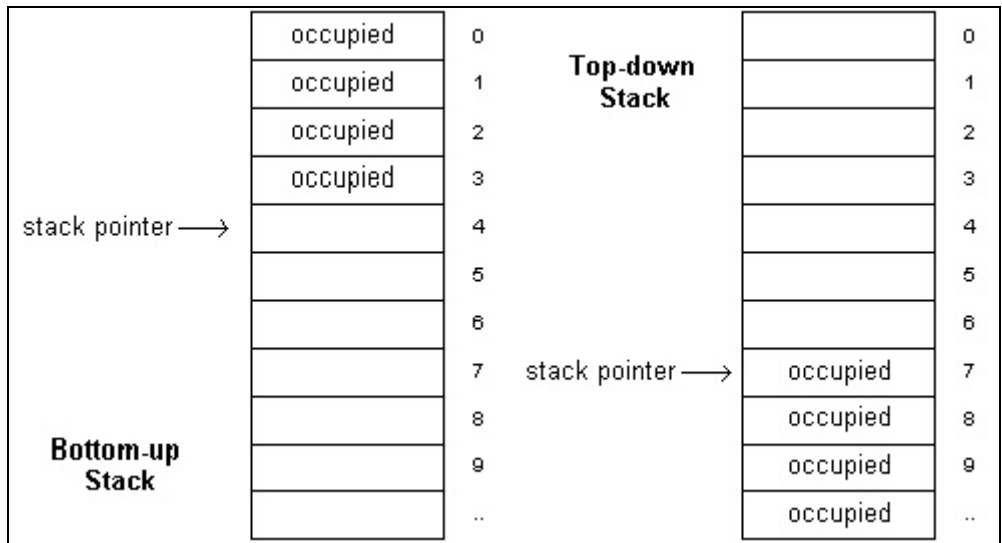 occupied 0
occupied 1
occupied 2
occupied 3
stack pointer 4
5
6
7
8
9
..
Bottom-up
Stack
Top-down
Stack
0
1
2
3
4
5
6
stack pointer occupied 7
occupied 8
occupied 9
occupied ..